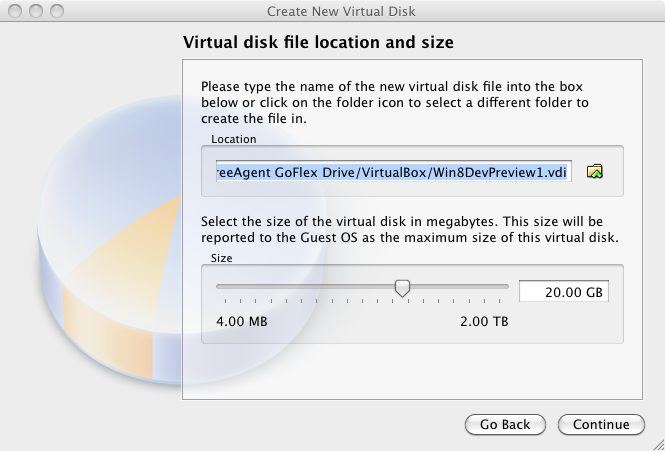 Create New Virtual Disk
Virtual disk file location and size
Please type the name of the new virtual disk file into the box
below or click on the folder icon to select a different folder to
create the file in.
Location
reeAgent GoFlex Drive/VirtualBox/Win8DevPreview1.vdi
Select the size of the virtual disk in megabytes. This size will be
reported to the Guest OS as the maximum size of this virtual disk.
Size
20.00 GB
4.00 MB 2.00 TB
Go Back Continue